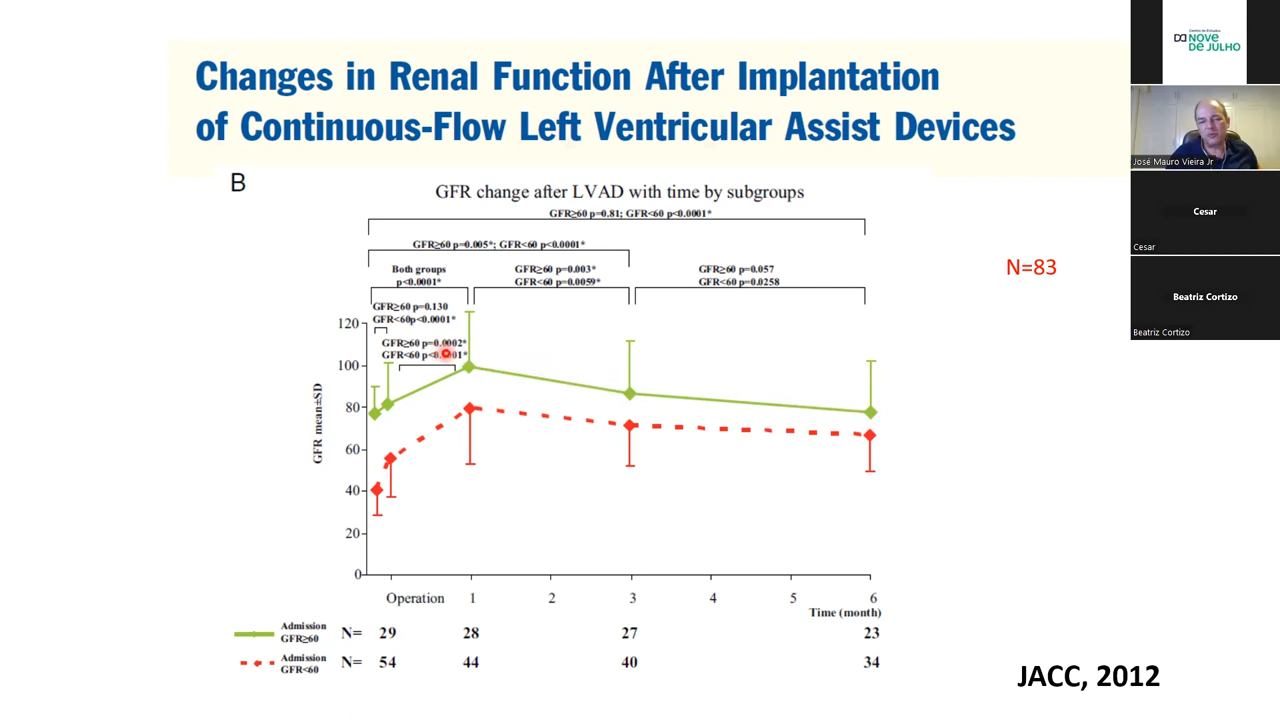 Changes in Renal Function After Implantation
of Continuous-Flow Left Ventricular Assist Devices
B
GFR change after LVAD with time by subgroups
GFR≥60 p=0.81; GFR<60 p<0.0001*
GFR≥60 p=0.005*; GFR<60 p<0.0001*
Both groups
p<0.0001*
GFR≥60 p=0.003*
GFR<60 p=0.0059*
GFR≥60 p=0.057
GFR<60 p=0.0258
GFR≥60 p=0.130
GFR<60p<0.0001*
GFR≥60 p=0.0002*
GFR<60 p<0.0001*
GFR mean±SD
120
100
80
60
40
20
0
Operation 1 2 3 4 5 6
Time (month)
Admission
GFR≥60
N= 29 28 27 23
Admission
GFR<60
N= 54 44 40 34
N=83
JACC, 2012
Centro de Estudos
NOVE
DE JULHO
José Mauro Vieira Jr
Cesar
Cesar
Beatriz Cortizo
Beatriz Cortizo